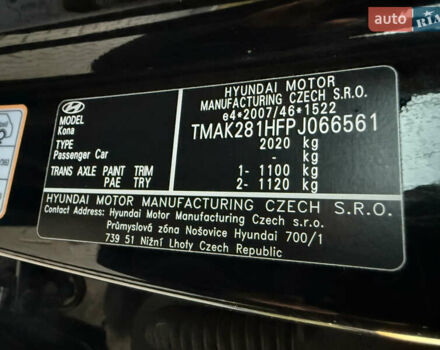 auto
RIA
HYUNDAI MOTOR
MANUFACTURING CZECH S.R.O.
e4*2007/46*1522
TMAK281HFPJ066561
2020 kg
- kg
1- 1100 kg
2- 1120 kg
MODEL
Kona
TYPE
Passenger Car
TRANS AXLE PAINT TRIM
PAE TRY
HYUNDAI MOTOR MANUFACTURING CZECH S.R.O.
Contact Address: Hyundai Motor Manufacturing Czech s.r.o.
Průmyslová zóna Nošovice Hyundai 700/1
739 51 Nižní Lhoty Czech Republic